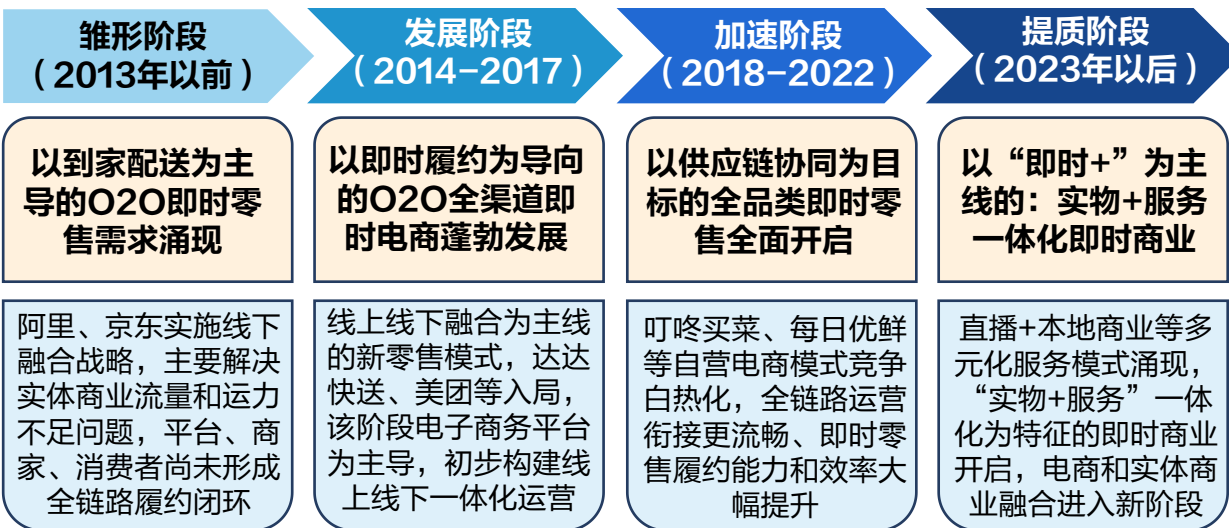 雏形阶段
（2013年以前）
发展阶段
（2014-2017）
加速阶段
（2018-2022）
提质阶段
（2023年以后）
以到家配送为主
导的O2O即时零
售需求涌现
以即时履约为导向
的O2O全渠道即
时电商蓬勃发展
以供应链协同为目
标的全品类即时零
售全面开启
以“即时+”为主
线的：实物+服务
一体化即时商业
阿里、京东实施线下
融合战略，主要解决
实体商业流量和运力
不足问题，平台、商
家、消费者尚未形成
全链路履约闭环
线上线下融合为主线
的新零售模式，达达
快送、美团等入局，
该阶段电子商务平台
为主导，初步构建线
上线下一体化运营
叮咚买菜、每日优鲜
等自营电商模式竞争
白热化，全链路运营
衔接更流畅、即时零
售履约能力和效率大
幅提升
直播+本地商业等多
元化服务模式涌现，
“实物+服务”一体
化为特征的即时商业
开启，电商和实体商
业融合进入新阶段